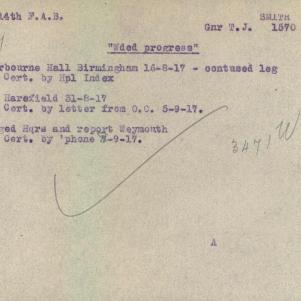 14th F.A.B. Gnr T.J. SMITH 1570
"Wded progress"
rbourne Hall Birmingham 16-8-17 - contused leg
Cert. by Hpl Index
Harefield 31-8-17
Cert. by letter from O.C. 5-9-17.
ged Hqrs and report Weymouth
Cert. by 'phone -9-17.
3471 W
A